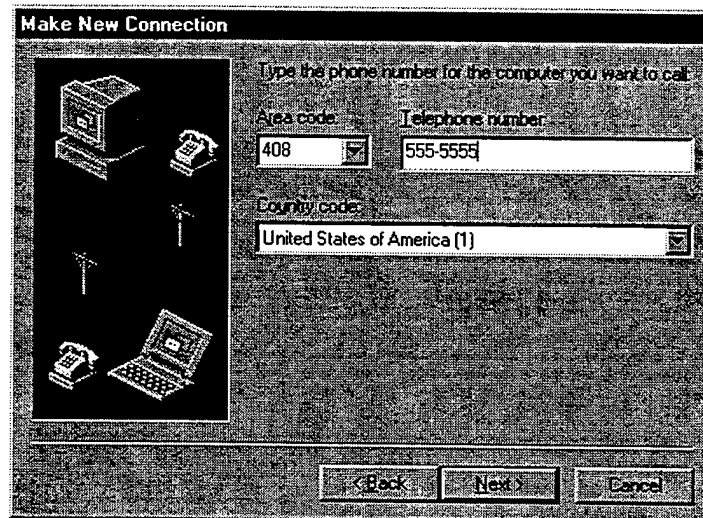 Make New Connection
Type the phone number for the computer you want to call:
Area code: Telephone number:
408 555-5555
Country code:
United States of America (1)
< Back Next > Cancel